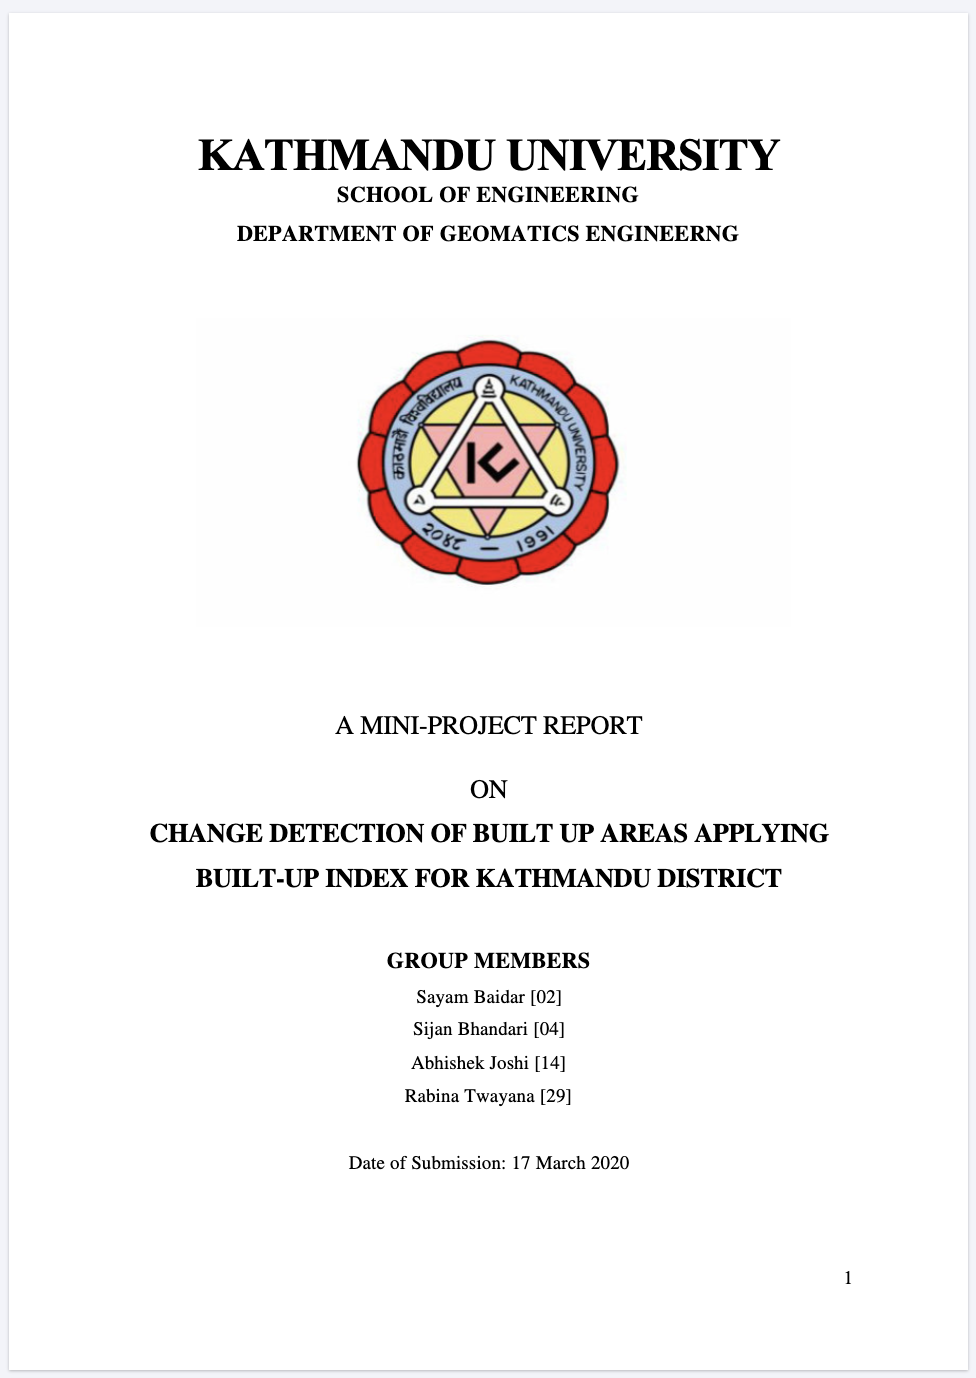 KATHMANDU UNIVERSITY
SCHOOL OF ENGINEERING
DEPARTMENT OF GEOMATICS ENGINEERNG
काठमाडौं विश्वविद्यालय
KATHMANDU UNIVERSITY
२०४८ — 1991
A MINI-PROJECT REPORT
ON
CHANGE DETECTION OF BUILT UP AREAS APPLYING
BUILT-UP INDEX FOR KATHMANDU DISTRICT
GROUP MEMBERS
Sayam Baidar [02]
Sijan Bhandari [04]
Abhishek Joshi [14]
Rabina Twayana [29]
Date of Submission: 17 March 2020
1